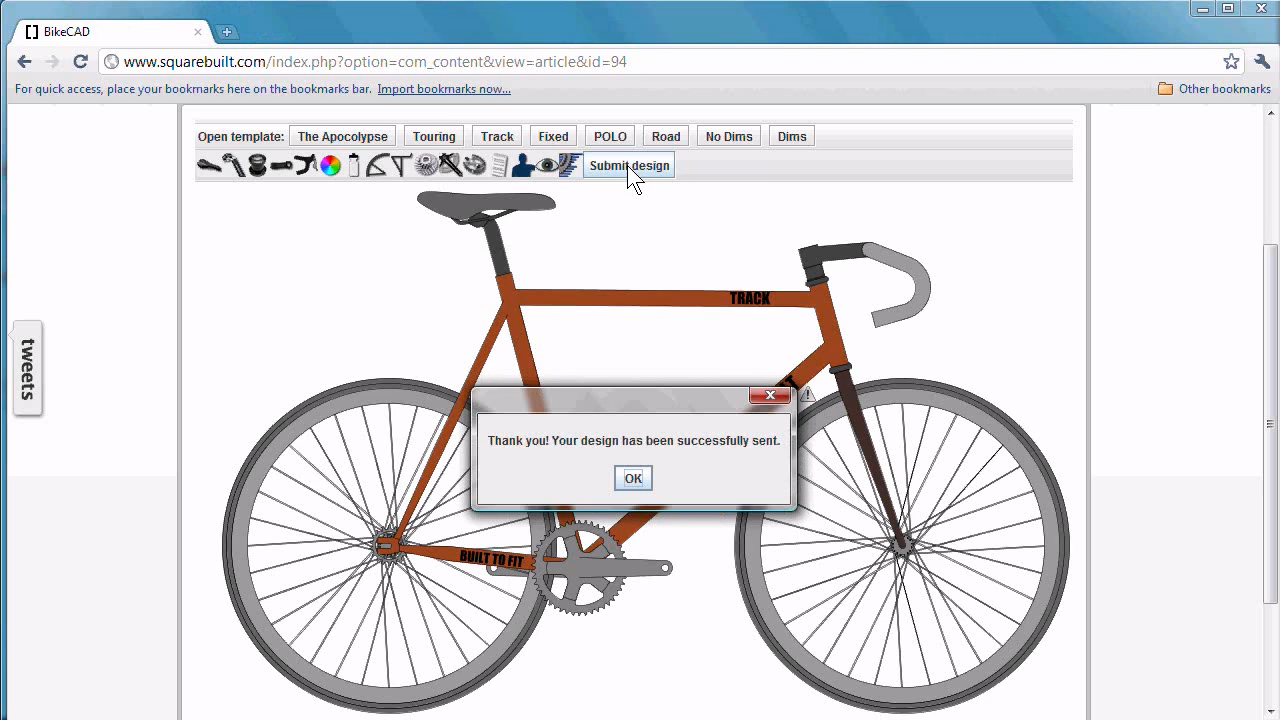 BikeCAD
www.squarebuilt.com/index.php?option=com_content&view=article&id=94
For quick access, place your bookmarks here on the bookmarks bar. Import bookmarks now...
Other bookmarks
Open template: The Apocolypse Touring Track Fixed POLO Road No Dims Dims
Submit design
TRACK
tweets
Thank you! Your design has been successfully sent.
OK
BUILT TO FIT